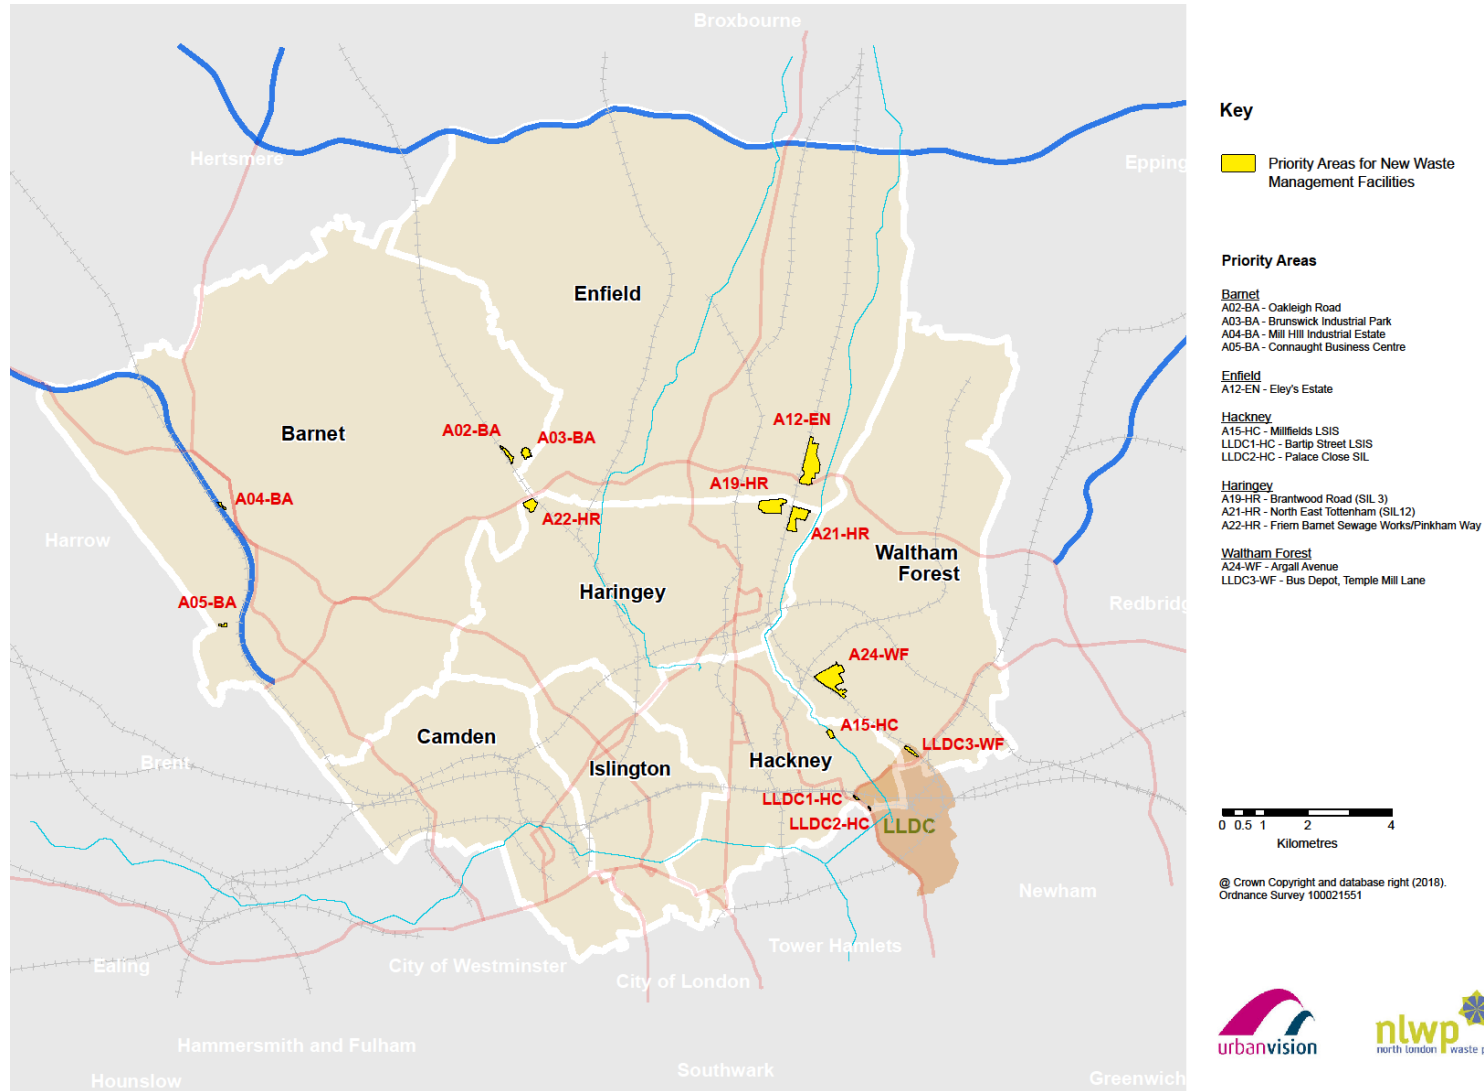 Broxbourne
Hertsmere
Epping
Enfield
Barnet
A02-BA
A03-BA
A12-EN
A04-BA
A19-HR
A22-HR
A21-HR
Harrow
Waltham
Forest
Haringey
A05-BA
Redbridg
A24-WF
Camden
A15-HC
LLDC3-WF
Brent
Islington
Hackney
LLDC1-HC
LLDC2-HC
LLDC
Newham
Tower Hamlets
Ealing
City of Westminster
City of London
Hammersmith and Fulham
Southwark
Hounslow
Greenwich
Key
Priority Areas for New Waste
Management Facilities
Priority Areas
Barnet
A02-BA - Oakleigh Road
A03-BA - Brunswick Industrial Park
A04-BA - Mill HIll Industrial Estate
A05-BA - Connaught Business Centre
Enfield
A12-EN - Eley's Estate
Hackney
A15-HC - Millfields LSIS
LLDC1-HC - Bartip Street LSIS
LLDC2-HC - Palace Close SIL
Haringey
A19-HR - Brantwood Road (SIL 3)
A21-HR - North East Tottenham (SIL12)
A22-HR - Friern Barnet Sewage Works/Pinkham Way
Waltham Forest
A24-WF - Argall Avenue
LLDC3-WF - Bus Depot, Temple Mill Lane
0 0.5 1 2 4
Kilometres
@ Crown Copyright and database right (2018).
Ordnance Survey 100021551
urbanvision
nlwp
north london waste p